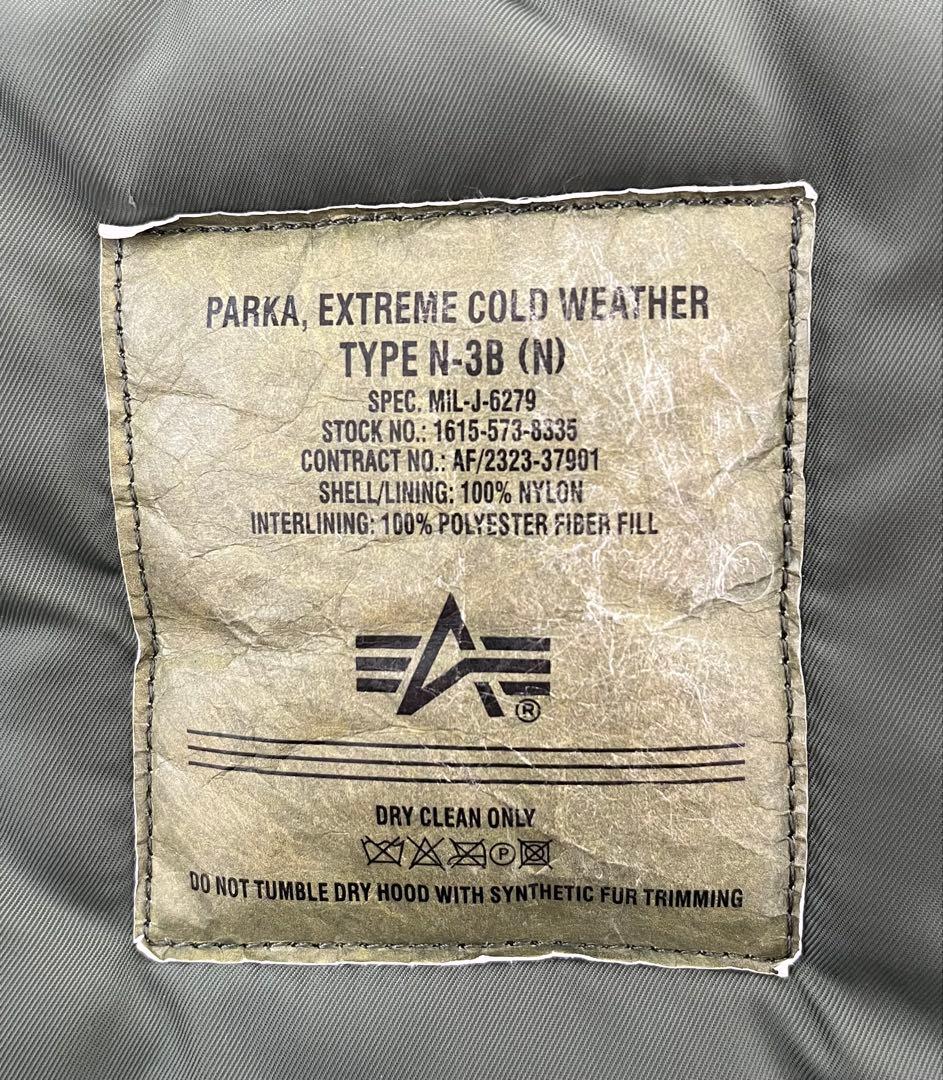 PARKA, EXTREME COLD WEATHER
TYPE N-3B (N)
SPEC. MIL-J-6279
STOCK NO.: 1615-573-8335
CONTRACT NO.: AF/2323-37901
SHELL/LINING: 100% NYLON
INTERLINING: 100% POLYESTER FIBER FILL
®
DRY CLEAN ONLY
P
DO NOT TUMBLE DRY HOOD WITH SYNTHETIC FUR TRIMMING